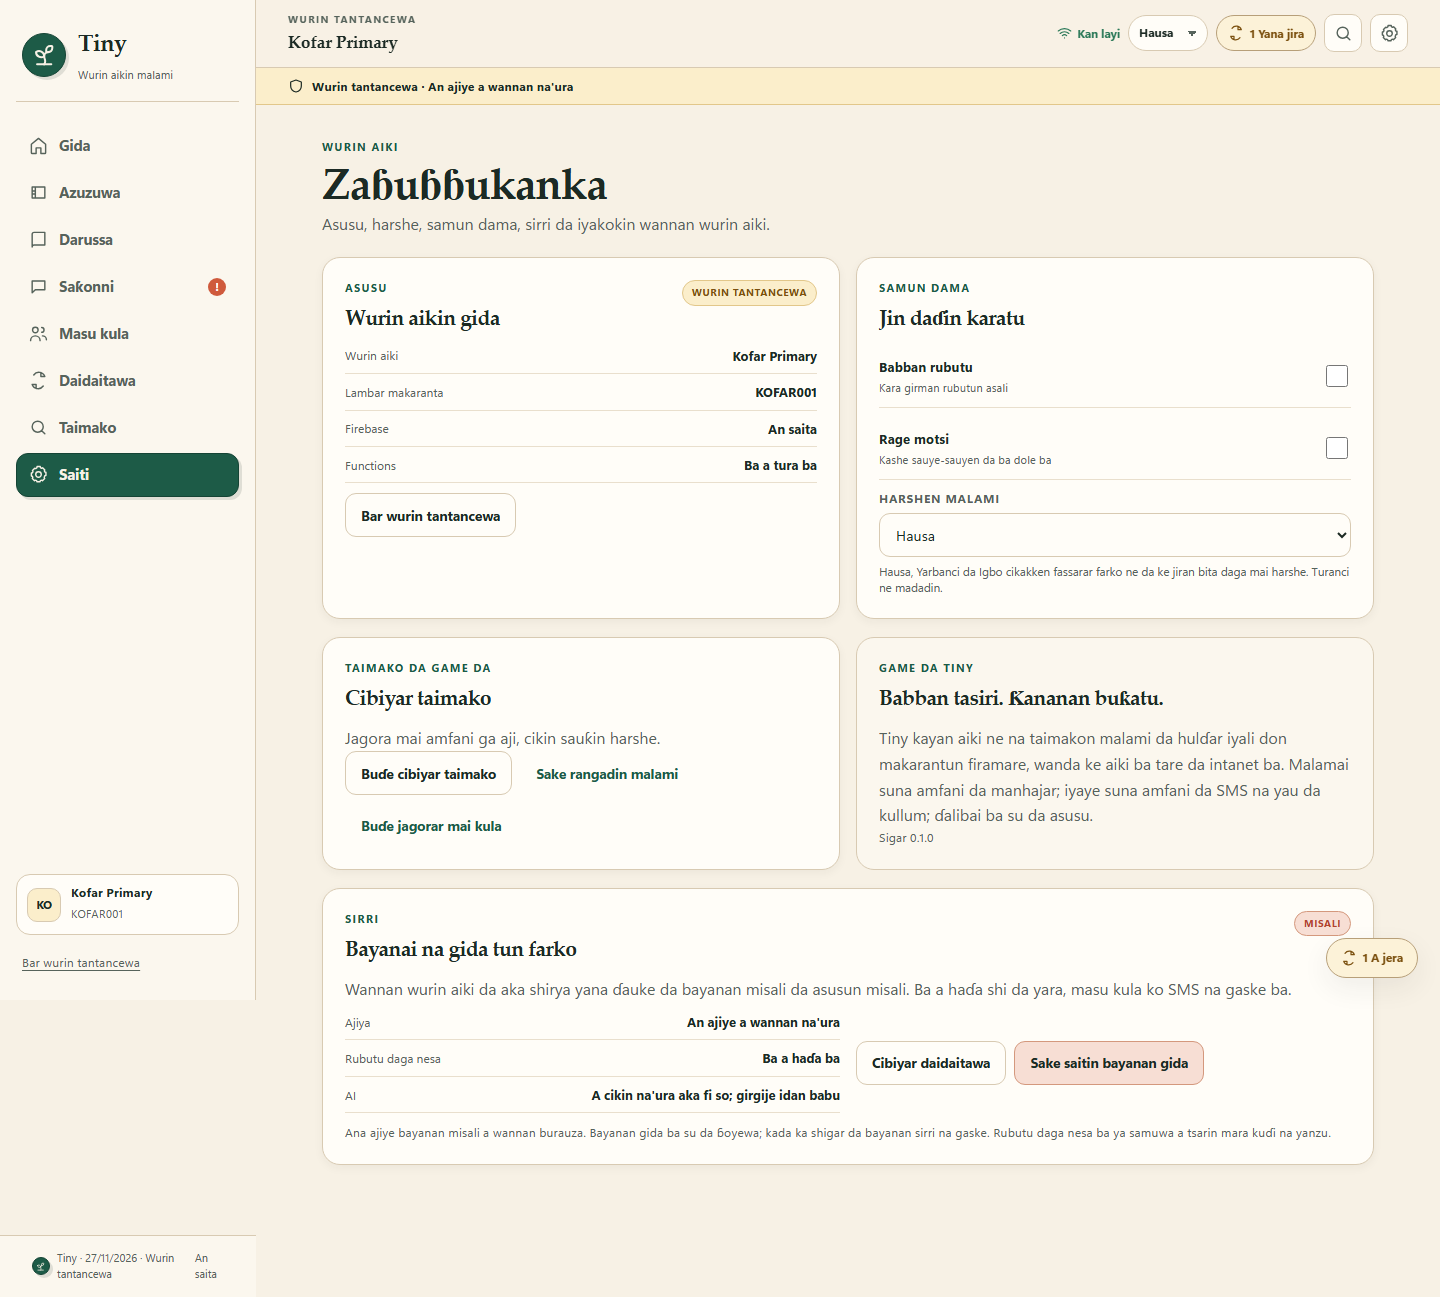 Tiny
Wurin aikin malami
Gida
Azuzuwa
Darussa
Saƙonni
!
Masu kula
Daidaitawa
Taimako
Saiti
KO
Kofar Primary
KOFAR001
Bar wurin tantancewa
Tiny · 27/11/2026 · Wurin
tantancewa
An
saita
WURIN TANTANCEWA
Kofar Primary
Kan layi
Hausa
1 Yana jira
Wurin tantancewa · An ajiye a wannan na'ura
WURIN AIKI
Zaɓuɓɓukanka
Asusu, harshe, samun dama, sirri da iyakokin wannan wurin aiki.
ASUSU
WURIN TANTANCEWA
Wurin aikin gida
Wurin aiki
Kofar Primary
Lambar makaranta
KOFAR001
Firebase
An saita
Functions
Ba a tura ba
Bar wurin tantancewa
SAMUN DAMA
Jin daɗin karatu
Babban rubutu
Kara girman rubutun asali
Rage motsi
Kashe sauye-sauyen da ba dole ba
HARSHEN MALAMI
Hausa
Hausa, Yarbanci da Igbo cikakken fassarar farko ne da ke jiran bita daga mai harshe. Turanci
ne madadin.
TAIMAKO DA GAME DA
Cibiyar taimako
Jagora mai amfani ga aji, cikin sauƙin harshe.
Buɗe cibiyar taimako
Sake rangadin malami
Buɗe jagorar mai kula
GAME DA TINY
Babban tasiri. Ƙananan buƙatu.
Tiny kayan aiki ne na taimakon malami da hulɗar iyali don
makarantun firamare, wanda ke aiki ba tare da intanet ba. Malamai
suna amfani da manhajar; iyaye suna amfani da SMS na yau da
kullum; ɗalibai ba su da asusu.
Sigar 0.1.0
SIRRI
MISALI
Bayanai na gida tun farko
1 A jera
Wannan wurin aiki da aka shirya yana ɗauke da bayanan misali da asusun misali. Ba a haɗa shi da yara, masu kula ko SMS na gaske ba.
Ajiya
An ajiye a wannan na'ura
Rubutu daga nesa
Ba a haɗa ba
AI
A cikin na'ura aka fi so; girgije idan babu
Cibiyar daidaitawa
Sake saitin bayanan gida
Ana ajiye bayanan misali a wannan burauza. Bayanan gida ba su da ɓoyewa; kada ka shigar da bayanan sirri na gaske. Rubutu daga nesa ba ya samuwa a tsarin mara kuɗi na yanzu.